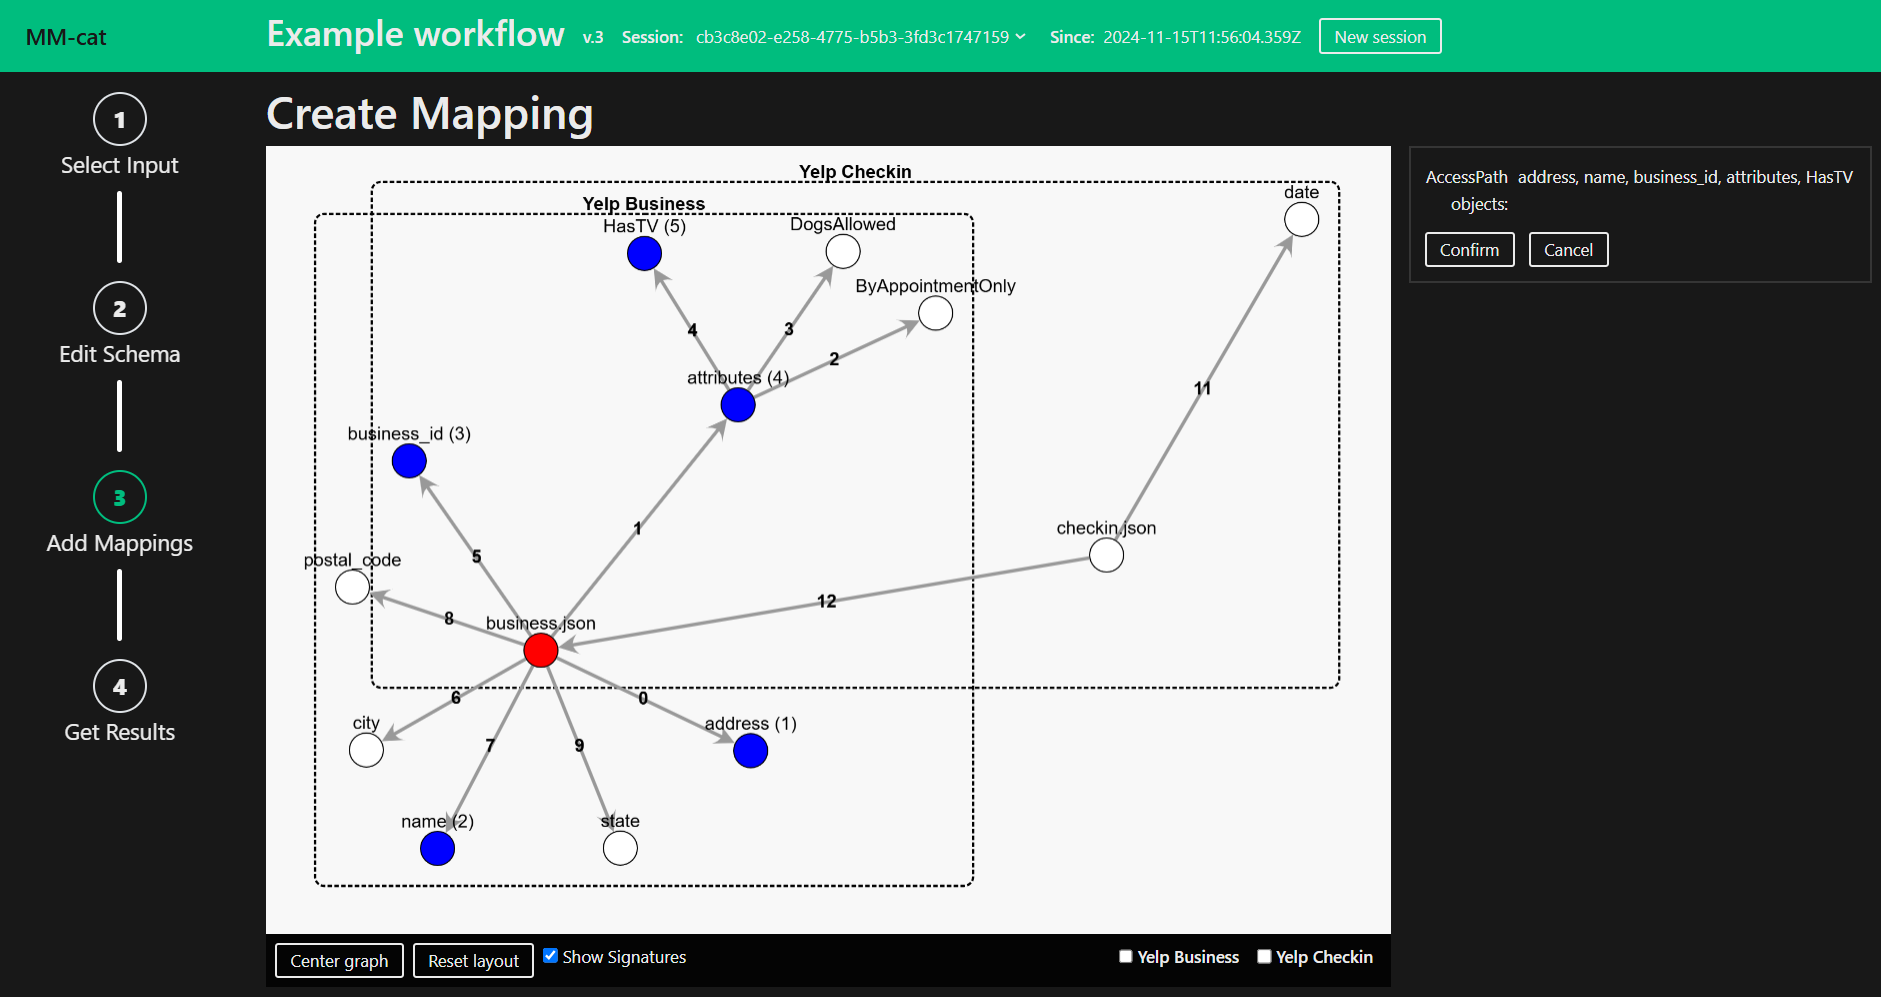 MM-cat
Example workflow v.3 Session: cb3c8e02-e258-4775-b5b3-3fd3c1747159 Since: 2024-11-15T11:56:04.359Z New session
1
Select Input
2
Edit Schema
3
Add Mappings
4
Get Results
Create Mapping
Yelp Checkin
date
Yelp Business
HasTV (5)
DogsAllowed
ByAppointmentOnly
4
3
2
attributes (4)
11
business_id (3)
1
checkin.json
5
postal_code
12
8
business.json
6
0
city
address (1)
7
9
name (2)
state
Center graph Reset layout Show Signatures Yelp Business Yelp Checkin
AccessPath address, name, business_id, attributes, HasTV
objects:
Confirm Cancel